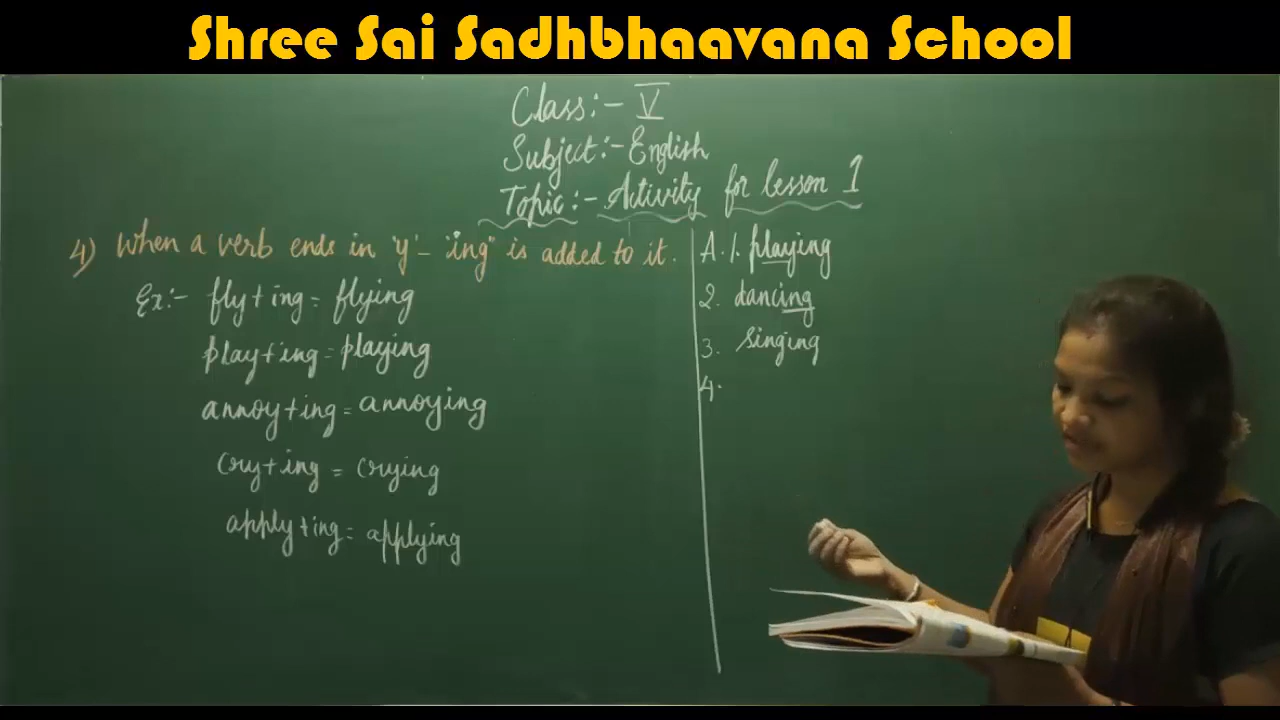 Shree Sai Sadhbhaavana School
Class:- V
Subject:- English
Topic:- Activity for lesson 1
4) When a verb ends in 'y' - "ing" is added to it.
Ex:- fly + ing = flying
play + ing = playing
annoy + ing = annoying
cry + ing = crying
apply + ing = applying
A. 1. playing
2. dancing
3. singing
4.